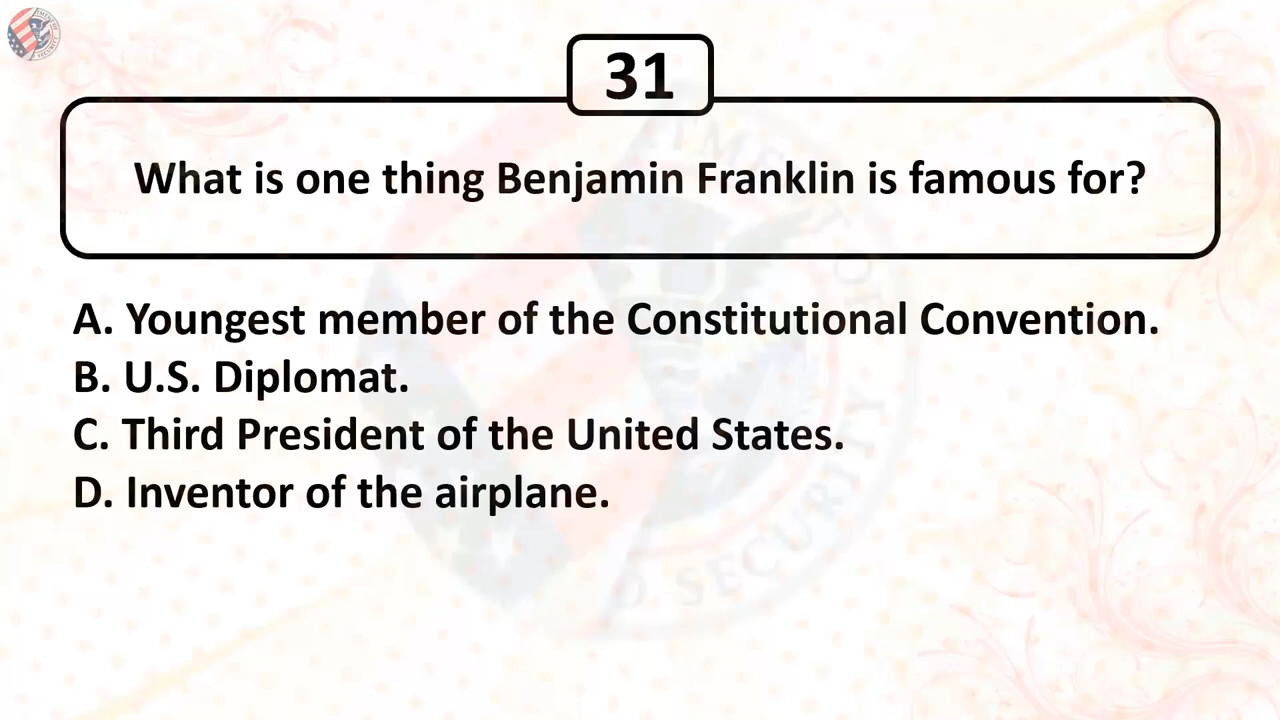 31
What is one thing Benjamin Franklin is famous for?
A. Youngest member of the Constitutional Convention.
B. U.S. Diplomat.
C. Third President of the United States.
D. Inventor of the airplane.